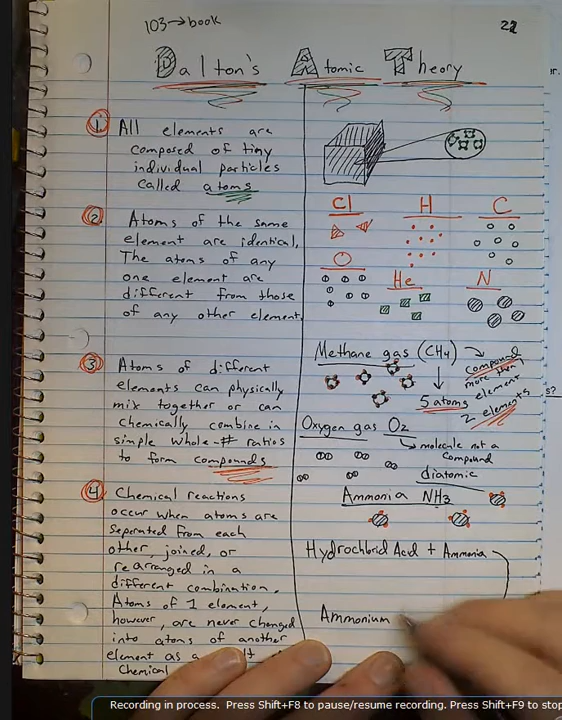 103→book
22
Dalton's Atomic Theory
1 All elements are
composed of tiny
individual particles
called atoms
2 Atoms of the same
element are identical.
The atoms of any
one element are
different from those
of any other element.
3 Atoms of different
elements can physically
mix together or can
chemically combine in
simple whole-# ratios
to form compounds
4 Chemical reactions
occur when atoms are
seperated from each
other, joined, or
rearranged in a
different combination.
Atoms of 1 element,
however, are never changed
into atoms of another
element as a
Chemical
Cl H C
O He N
Methane gas (CH4) → compound
more than 1
element
5 atoms
2 elements
Oxygen gas O2
molecule not a
compound
diatomic
Ammonia NH3
Hydrochloric Acid + Ammonia
Ammonium
s?
Recording in process. Press Shift+F8 to pause/resume recording. Press Shift+F9 to stop